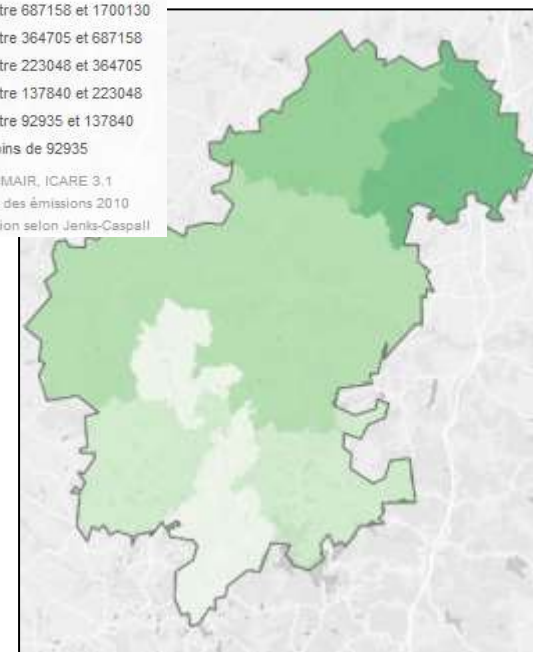 tre 687158 et 1700130
tre 364705 et 687158
tre 223048 et 364705
tre 137840 et 223048
tre 92935 et 137840
ins de 92935
MAIR, ICARE 3.1
des émissions 2010
ion selon Jenks-Caspall